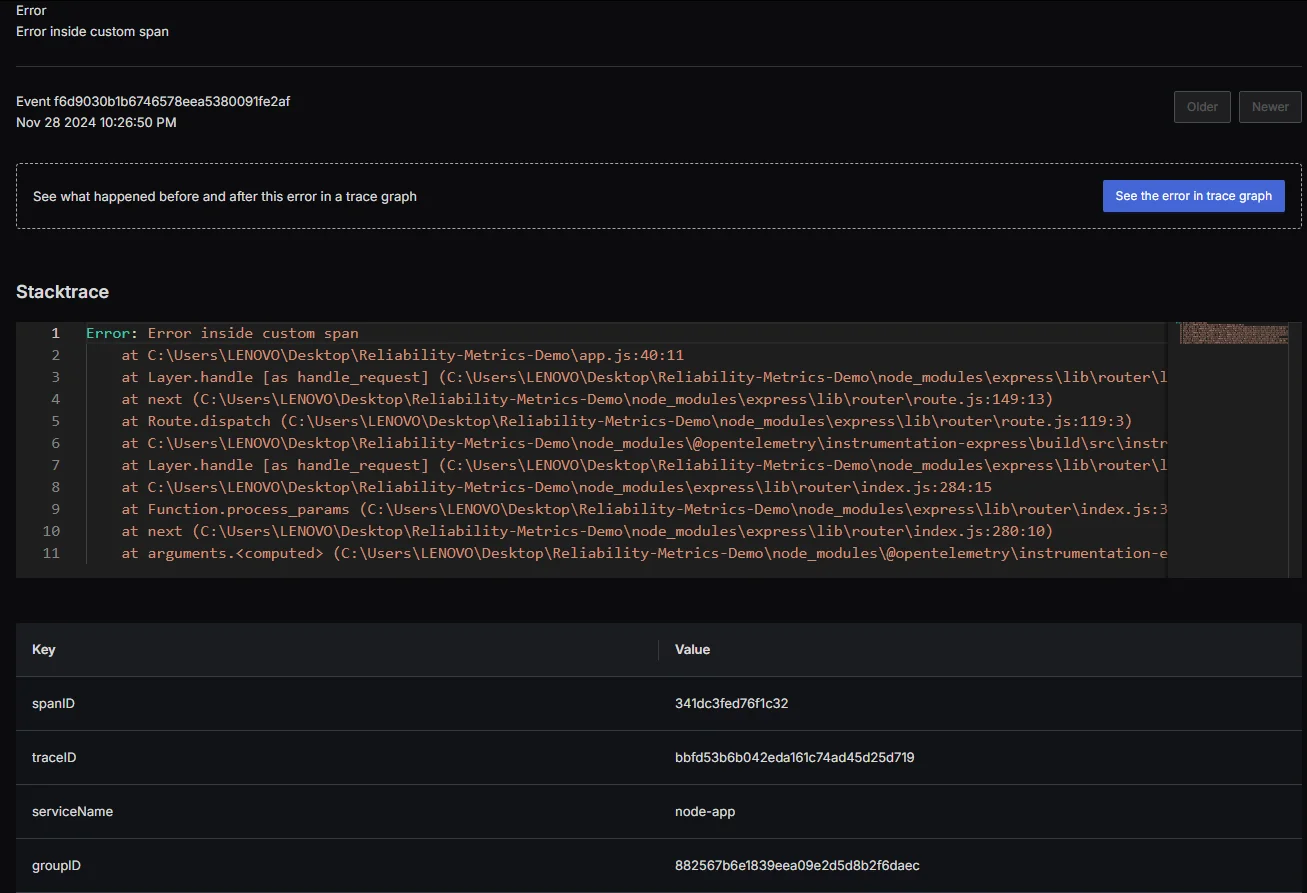 Error
Error inside custom span
Event f6d9030b1b6746578eea5380091fe2af
Nov 28 2024 10:26:50 PM
Older
Newer
See what happened before and after this error in a trace graph
See the error in trace graph
Stacktrace
1 Error: Error inside custom span
2 at C:\Users\LENOVO\Desktop\Reliability-Metrics-Demo\app.js:40:11
3 at Layer.handle [as handle_request] (C:\Users\LENOVO\Desktop\Reliability-Metrics-Demo\node_modules\express\lib\router\l
4 at next (C:\Users\LENOVO\Desktop\Reliability-Metrics-Demo\node_modules\express\lib\router\route.js:149:13)
5 at Route.dispatch (C:\Users\LENOVO\Desktop\Reliability-Metrics-Demo\node_modules\express\lib\router\route.js:119:3)
6 at C:\Users\LENOVO\Desktop\Reliability-Metrics-Demo\node_modules\@opentelemetry\instrumentation-express\build\src\instr
7 at Layer.handle [as handle_request] (C:\Users\LENOVO\Desktop\Reliability-Metrics-Demo\node_modules\express\lib\router\l
8 at C:\Users\LENOVO\Desktop\Reliability-Metrics-Demo\node_modules\express\lib\router\index.js:284:15
9 at Function.process_params (C:\Users\LENOVO\Desktop\Reliability-Metrics-Demo\node_modules\express\lib\router\index.js:3
10 at next (C:\Users\LENOVO\Desktop\Reliability-Metrics-Demo\node_modules\express\lib\router\index.js:280:10)
11 at arguments.<computed> (C:\Users\LENOVO\Desktop\Reliability-Metrics-Demo\node_modules\@opentelemetry\instrumentation-e
Key Value
spanID 341dc3fed76f1c32
traceID bbfd53b6b042eda161c74ad45d25d719
serviceName node-app
groupID 882567b6e1839eea09e2d5d8b2f6daec